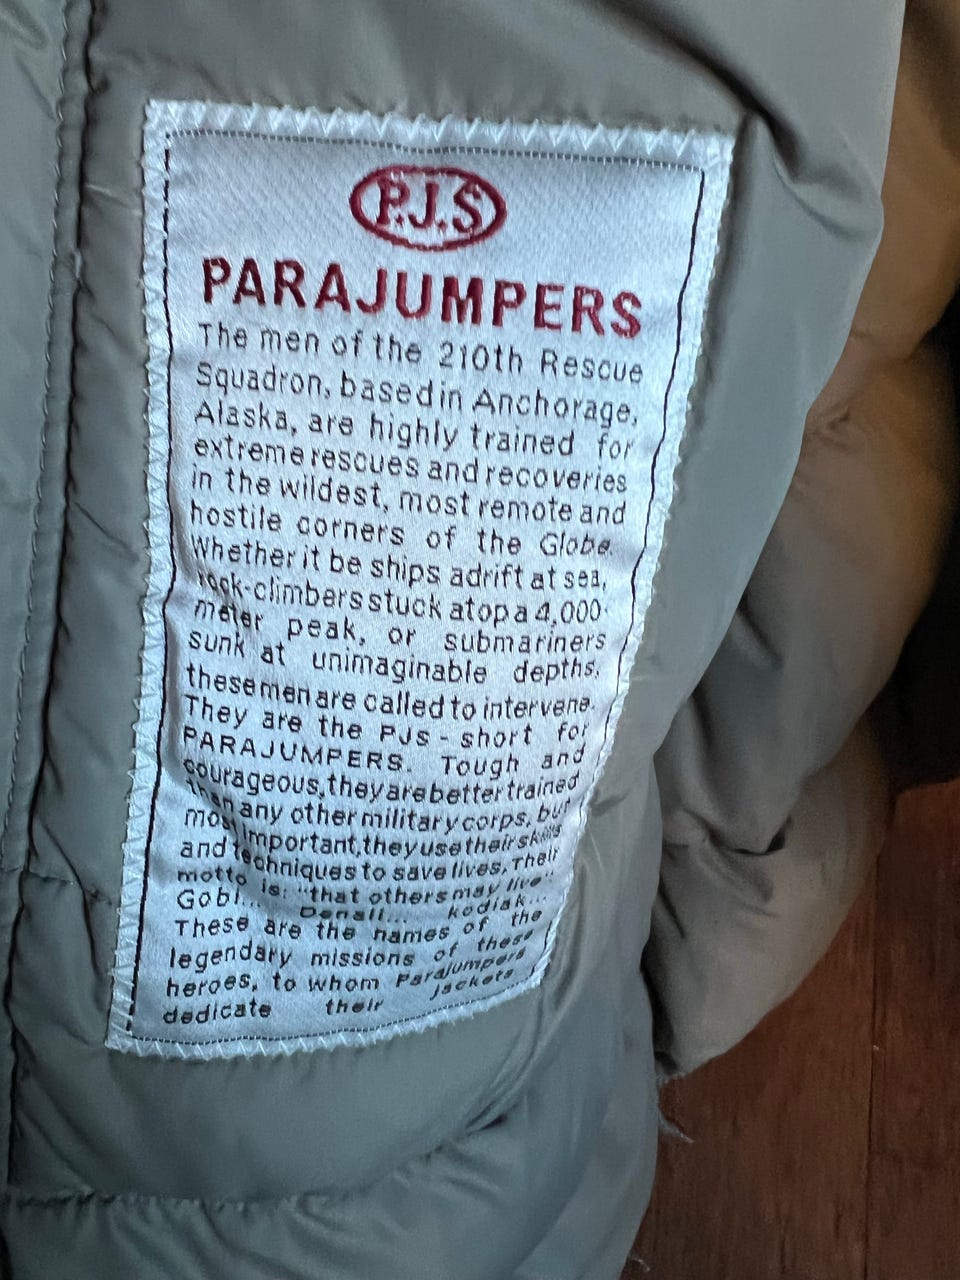 P.J.S
PARAJUMPERS
The men of the 210th Rescue
Squadron, based in Anchorage,
Alaska, are highly trained for
extreme rescues and recoveries
in the wildest, most remote and
hostile corners of the Globe.
Whether it be ships adrift at sea,
rock-climbers stuck atop a 4,000-
meter peak, or submariners
sunk at unimaginable depths,
these men are called to intervene.
They are the PJs - short for
PARAJUMPERS. Tough and
courageous, they are better trained
than any other military corps, but
most important, they use their skills
and techniques to save lives. Their
motto is: "that others may live"
Gobi... Denali... kodiak...
These are the names of the
legendary missions of these
heroes, to whom Parajumpers
dedicate their jackets